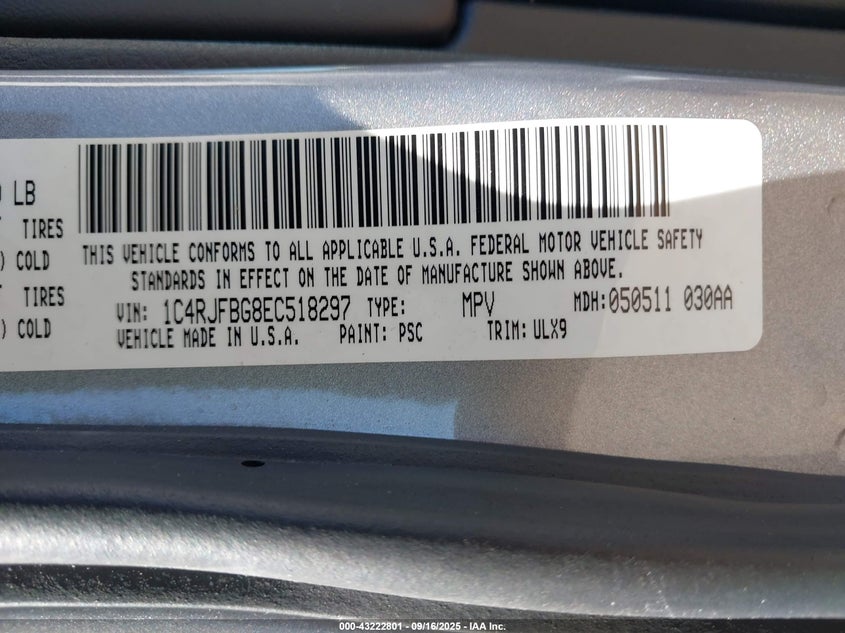 LB
TIRES
) COLD
TIRES
) COLD
THIS VEHICLE CONFORMS TO ALL APPLICABLE U.S.A. FEDERAL MOTOR VEHICLE SAFETY
STANDARDS IN EFFECT ON THE DATE OF MANUFACTURE SHOWN ABOVE.
VIN: 1C4RJFBG8EC518297 TYPE: MPV MDH:050511 030AA
VEHICLE MADE IN U.S.A. PAINT: PSC TRIM: ULX9
000-43222801 - 09/16/2025 - IAA Inc.